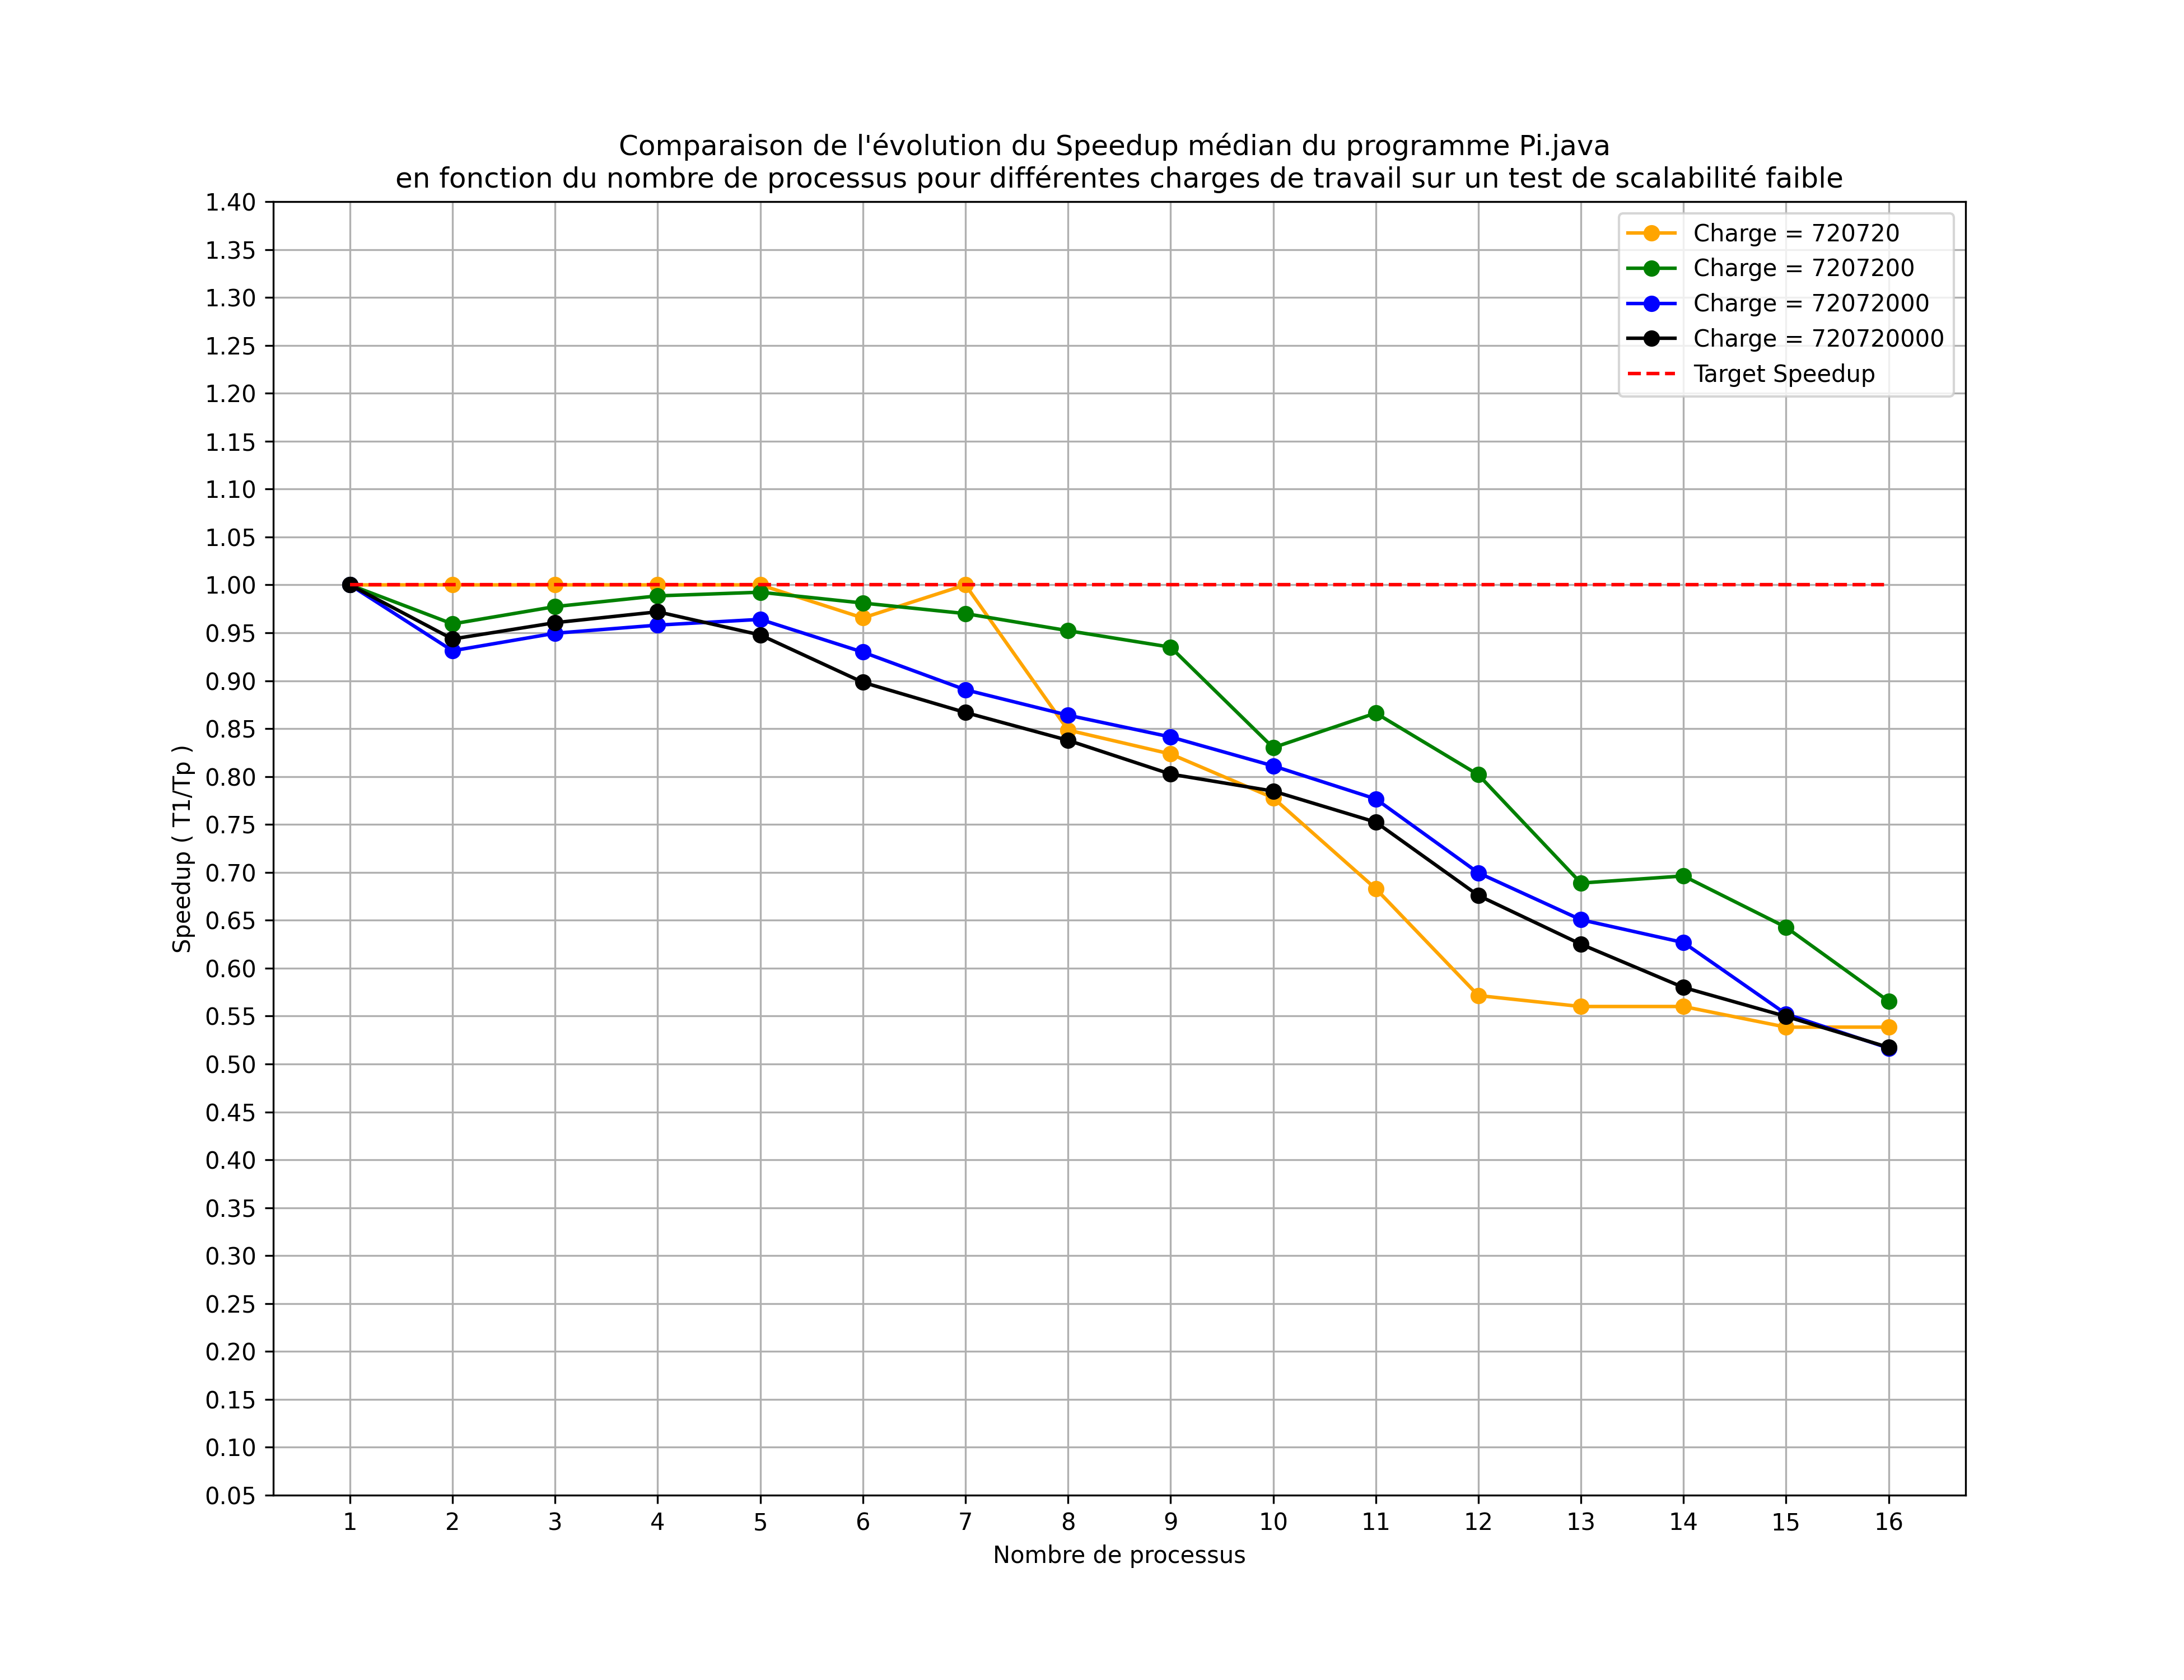 Comparaison de l'évolution du Speedup médian du programme Pi.java
en fonction du nombre de processus pour différentes charges de travail sur un test de scalabilité faible
1.40
1.35
1.30
1.25
1.20
1.15
1.10
1.05
1.00
0.95
0.90
0.85
0.80
0.75
0.70
0.65
0.60
0.55
0.50
0.45
0.40
0.35
0.30
0.25
0.20
0.15
0.10
0.05
Speedup ( T1/Tp )
Charge = 720720
Charge = 7207200
Charge = 72072000
Charge = 720720000
Target Speedup
1 2 3 4 5 6 7 8 9 10 11 12 13 14 15 16
Nombre de processus